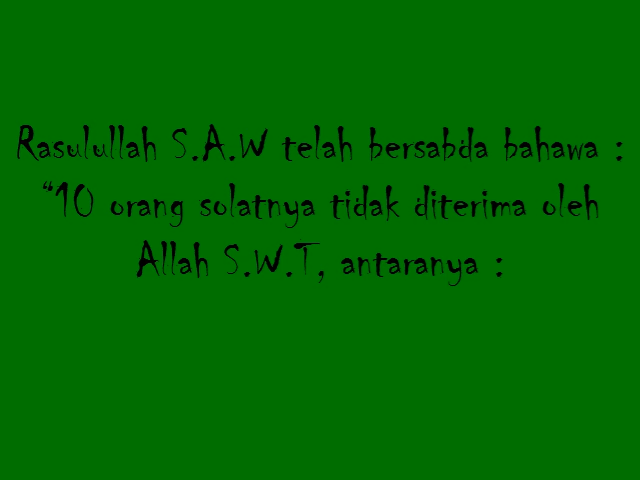 Rasulullah S.A.W telah bersabda bahawa :
“10 orang solatnya tidak diterima oleh
Allah S.W.T, antaranya :